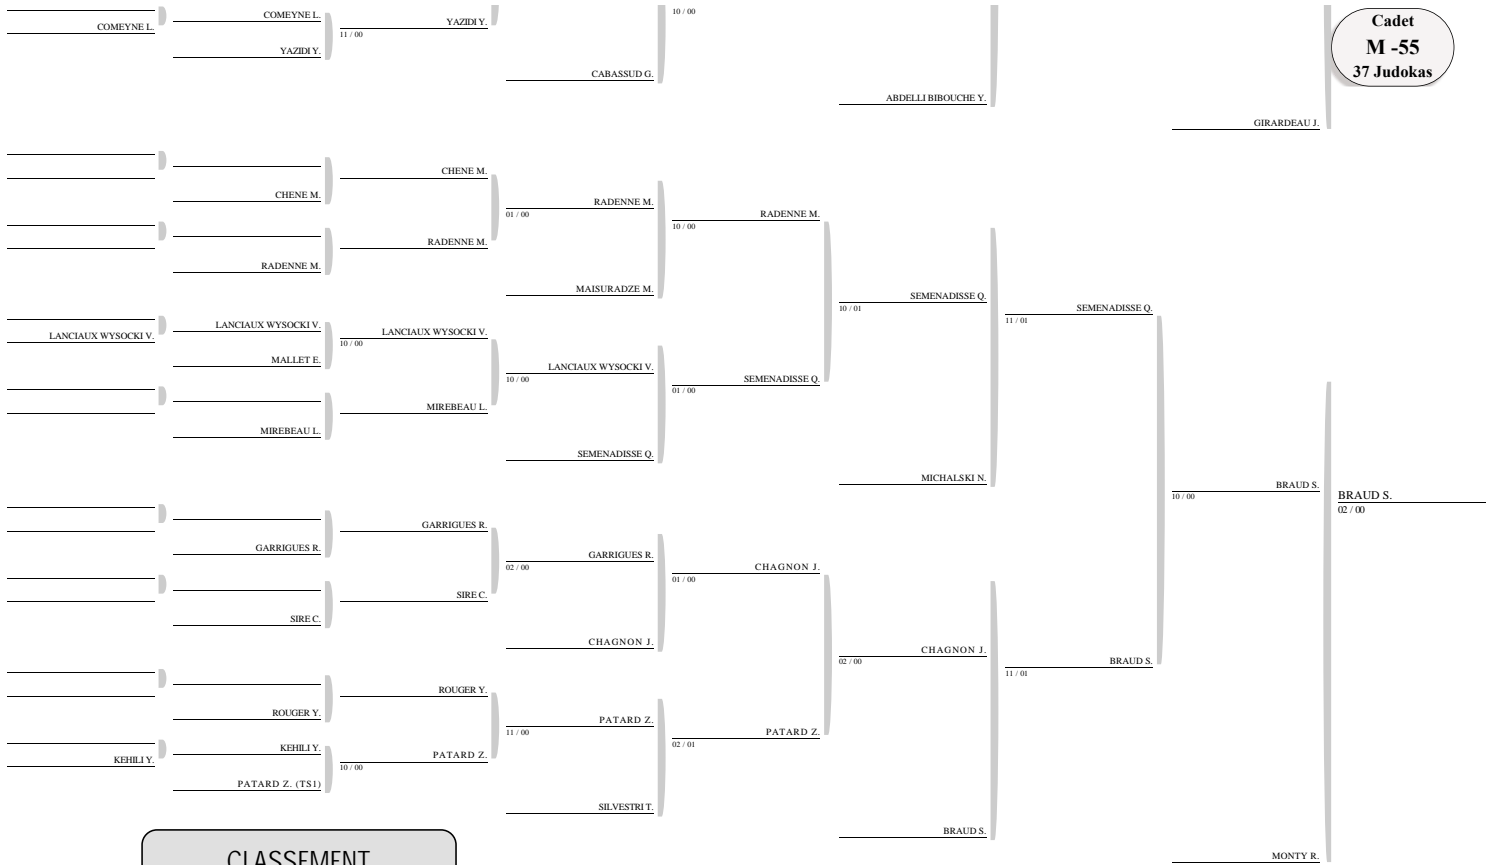 COMEYNE L.
COMEYNE L.
YAZIDI Y.
YAZIDI Y.
11 / 00
CABASSUD G.
10 / 00
ABDELLI BIBOUCHE Y.
GIRARDEAU J.
Cadet
M -55
37 Judokas
CHENE M.
CHENE M.
RADENNE M.
RADENNE M.
RADENNE M.
01 / 00
MAISURADZE M.
RADENNE M.
10 / 00
LANCIAUX WYSOCKI V.
LANCIAUX WYSOCKI V.
MALLET E.
LANCIAUX WYSOCKI V.
10 / 00
MIREBEAU L.
MIREBEAU L.
LANCIAUX WYSOCKI V.
10 / 00
SEMENADISSE Q.
SEMENADISSE Q.
01 / 00
SEMENADISSE Q.
10 / 01
MICHALSKI N.
SEMENADISSE Q.
11 / 01
GARRIGUES R.
GARRIGUES R.
SIRE C.
SIRE C.
GARRIGUES R.
02 / 00
CHAGNON J.
CHAGNON J.
01 / 00
ROUGER Y.
ROUGER Y.
KEHILI Y.
KEHILI Y.
PATARD Z. (TS1)
PATARD Z.
10 / 00
PATARD Z.
11 / 00
SILVESTRI T.
PATARD Z.
02 / 01
CHAGNON J.
02 / 00
BRAUD S.
BRAUD S.
11 / 01
BRAUD S.
10 / 00
MONTY R.
BRAUD S.
02 / 00
CLASSEMENT